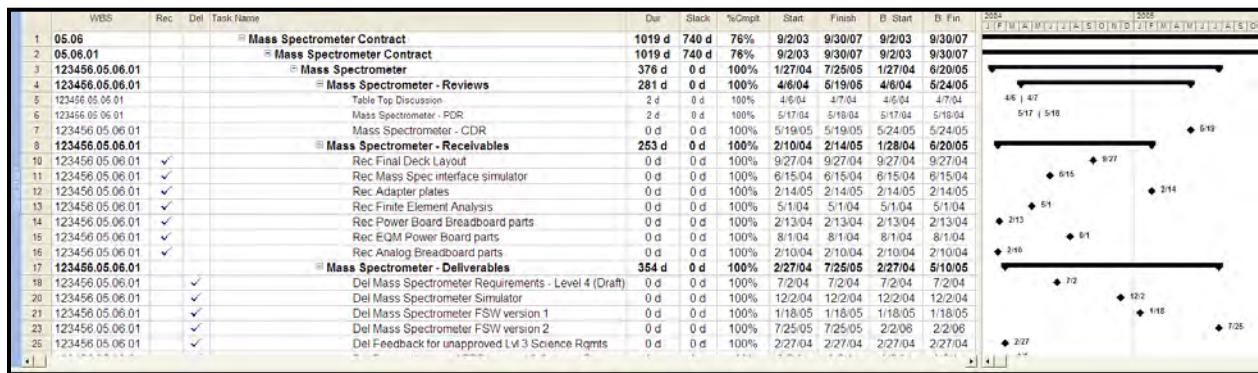 WBS Rec Del Task Name Dur Slack %Cmplt Start Finish B Start B Fin 2004 2005
J F M A M J J A S O N D J F M A M J J A S O
1 05.06 Mass Spectrometer Contract 1019 d 740 d 76% 9/2/03 9/30/07 9/2/03 9/30/07
2 05.06.01 Mass Spectrometer Contract 1019 d 740 d 76% 9/2/03 9/30/07 9/2/03 9/30/07
3 123456.05.06.01 Mass Spectrometer 376 d 0 d 100% 1/27/04 7/25/05 1/27/04 6/20/05
4 123456.05.06.01 Mass Spectrometer - Reviews 281 d 0 d 100% 4/6/04 5/19/05 4/6/04 5/24/05
5 123456.05.06.01 Table Top Discussion 2 d 0 d 100% 4/6/04 4/7/04 4/6/04 4/7/04 4/6 4/7
6 123456.05.06.01 Mass Spectrometer - PDR 2 d 0 d 100% 5/17/04 5/18/04 5/17/04 5/18/04 5/17 5/18
7 123456.05.06.01 Mass Spectrometer - CDR 0 d 0 d 100% 5/19/05 5/19/05 5/24/05 5/24/05 5/19
8 123456.05.06.01 Mass Spectrometer - Receivables 253 d 0 d 100% 2/10/04 2/14/05 1/28/04 6/20/05
10 123456.05.06.01 ✓ Rec Final Deck Layout 0 d 0 d 100% 9/27/04 9/27/04 9/27/04 9/27/04 9/27
11 123456.05.06.01 ✓ Rec Mass Spec interface simulator 0 d 0 d 100% 6/15/04 6/15/04 6/15/04 6/15/04 6/15
12 123456.05.06.01 ✓ Rec Adapter plates 0 d 0 d 100% 2/14/05 2/14/05 2/14/05 2/14/05 2/14
13 123456.05.06.01 ✓ Rec Finite Element Analysis 0 d 0 d 100% 5/1/04 5/1/04 5/1/04 5/1/04 5/1
14 123456.05.06.01 ✓ Rec Power Board Breadboard parts 0 d 0 d 100% 2/13/04 2/13/04 2/13/04 2/13/04 2/13
15 123456.05.06.01 ✓ Rec EQM Power Board parts 0 d 0 d 100% 8/1/04 8/1/04 8/1/04 8/1/04 8/1
16 123456.05.06.01 ✓ Rec Analog Breadboard parts 0 d 0 d 100% 2/10/04 2/10/04 2/10/04 2/10/04 2/10
17 123456.05.06.01 Mass Spectrometer - Deliverables 354 d 0 d 100% 2/27/04 7/25/05 2/27/04 5/10/05
18 123456.05.06.01 ✓ Del Mass Spectrometer Requirements - Level 4 (Draft) 0 d 0 d 100% 7/2/04 7/2/04 7/2/04 7/2/04 7/2
20 123456.05.06.01 ✓ Del Mass Spectrometer Simulator 0 d 0 d 100% 12/2/04 12/2/04 12/2/04 12/2/04 12/2
21 123456.05.06.01 ✓ Del Mass Spectrometer FSW version 1 0 d 0 d 100% 1/18/05 1/18/05 1/18/05 1/18/05 1/18
23 123456.05.06.01 ✓ Del Mass Spectrometer FSW version 2 0 d 0 d 100% 7/25/05 7/25/05 2/2/06 2/2/06 7/25
25 123456.05.06.01 ✓ Del Feedback for unapproved Lvl 3 Science Rqmts 0 d 0 d 100% 2/27/04 2/27/04 2/27/04 2/27/04 2/27